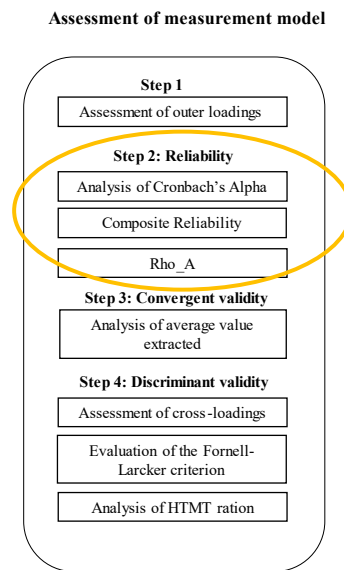 Assessment of measurement model
Step 1
Assessment of outer loadings
Step 2: Reliability
Analysis of Cronbach's Alpha
Composite Reliability
Rho_A
Step 3: Convergent validity
Analysis of average value
extracted
Step 4: Discriminant validity
Assessment of cross-loadings
Evaluation of the Fornell-
Larcker criterion
Analysis of HTMT ration